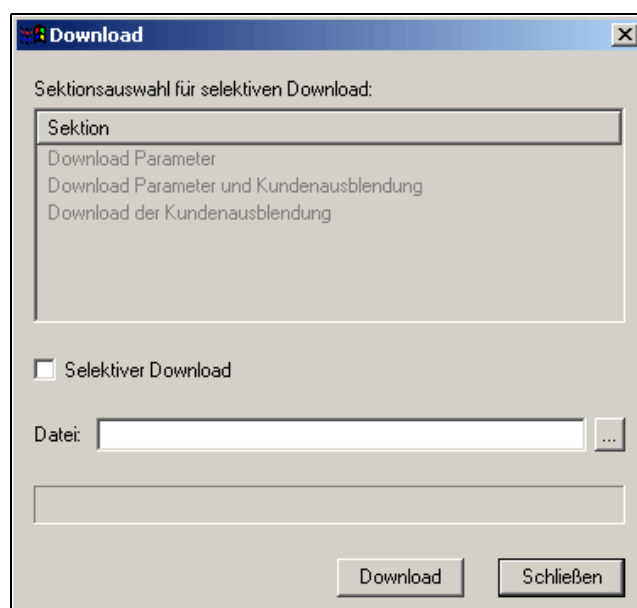 Download
Sektionsauswahl für selektiven Download:
Sektion
Download Parameter
Download Parameter und Kundenausblendung
Download der Kundenausblendung
Selektiver Download
Datei:
...
Download Schließen